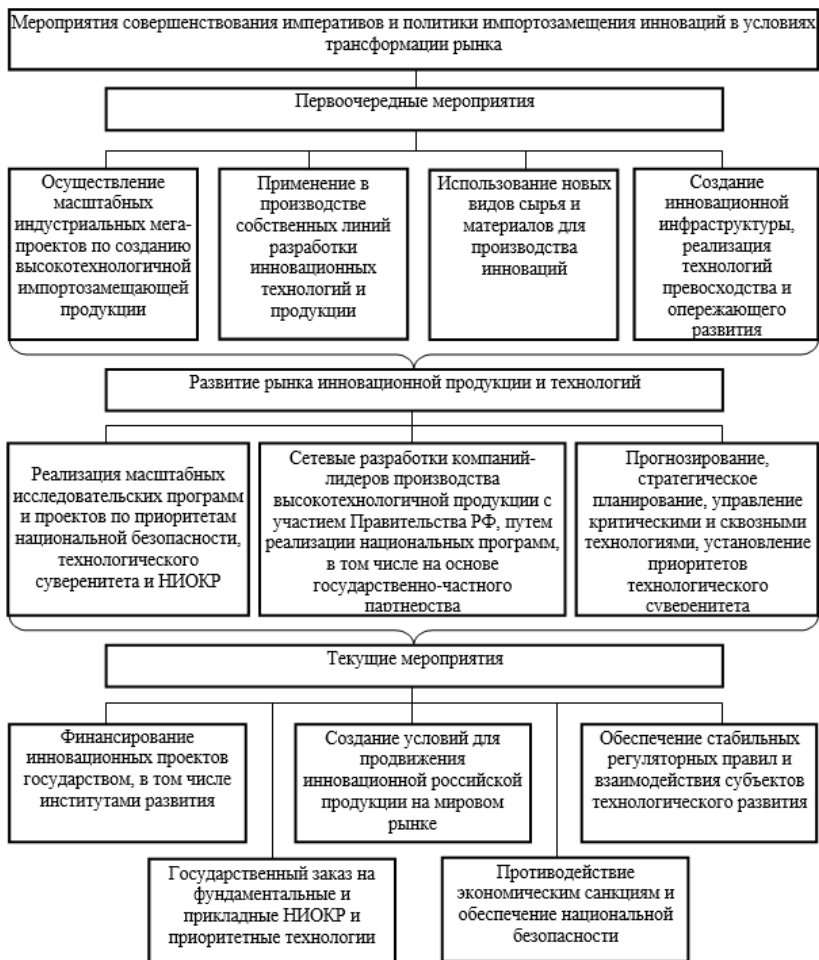 Мероприятия совершенствования императивов и политики импортозамещения инноваций в условиях
трансформации рынка
Первоочередные мероприятия
Осуществление
масштабных
индустриальных мега-
проектов по созданию
высокотехнологичной
импортозамещающей
продукции
Применение в
производстве
собственных линий
разработки
инновационных
технологий и
продукции
Использование новых
видов сырья и
материалов для
производства
инноваций
Создание
инновационной
инфраструктуры,
реализация
технологий
превосходства и
опережающего
развития
Развитие рынка инновационной продукции и технологий
Реализация масштабных
исследовательских программ
и проектов по приоритетам
национальной безопасности,
технологического
суверенитета и НИОКР
Сетевые разработки компаний-
лидеров производства
высокотехнологичной продукции с
участием Правительства РФ, путем
реализации национальных программ,
в том числе на основе
государственно-частного
партнерства
Прогнозирование,
стратегическое
планирование, управление
критическими и сквозными
технологиями, установление
приоритетов
технологического
суверенитета
Текущие мероприятия
Финансирование
инновационных проектов
государством, в том числе
институтами развития
Создание условий для
продвижения
инновационной российской
продукции на мировом
рынке
Обеспечение стабильных
регуляторных правил и
взаимодействия субъектов
технологического развития
Государственный заказ на
фундаментальные и
прикладные НИОКР и
приоритетные технологии
Противодействие
экономическим санкциям и
обеспечение национальной
безопасности